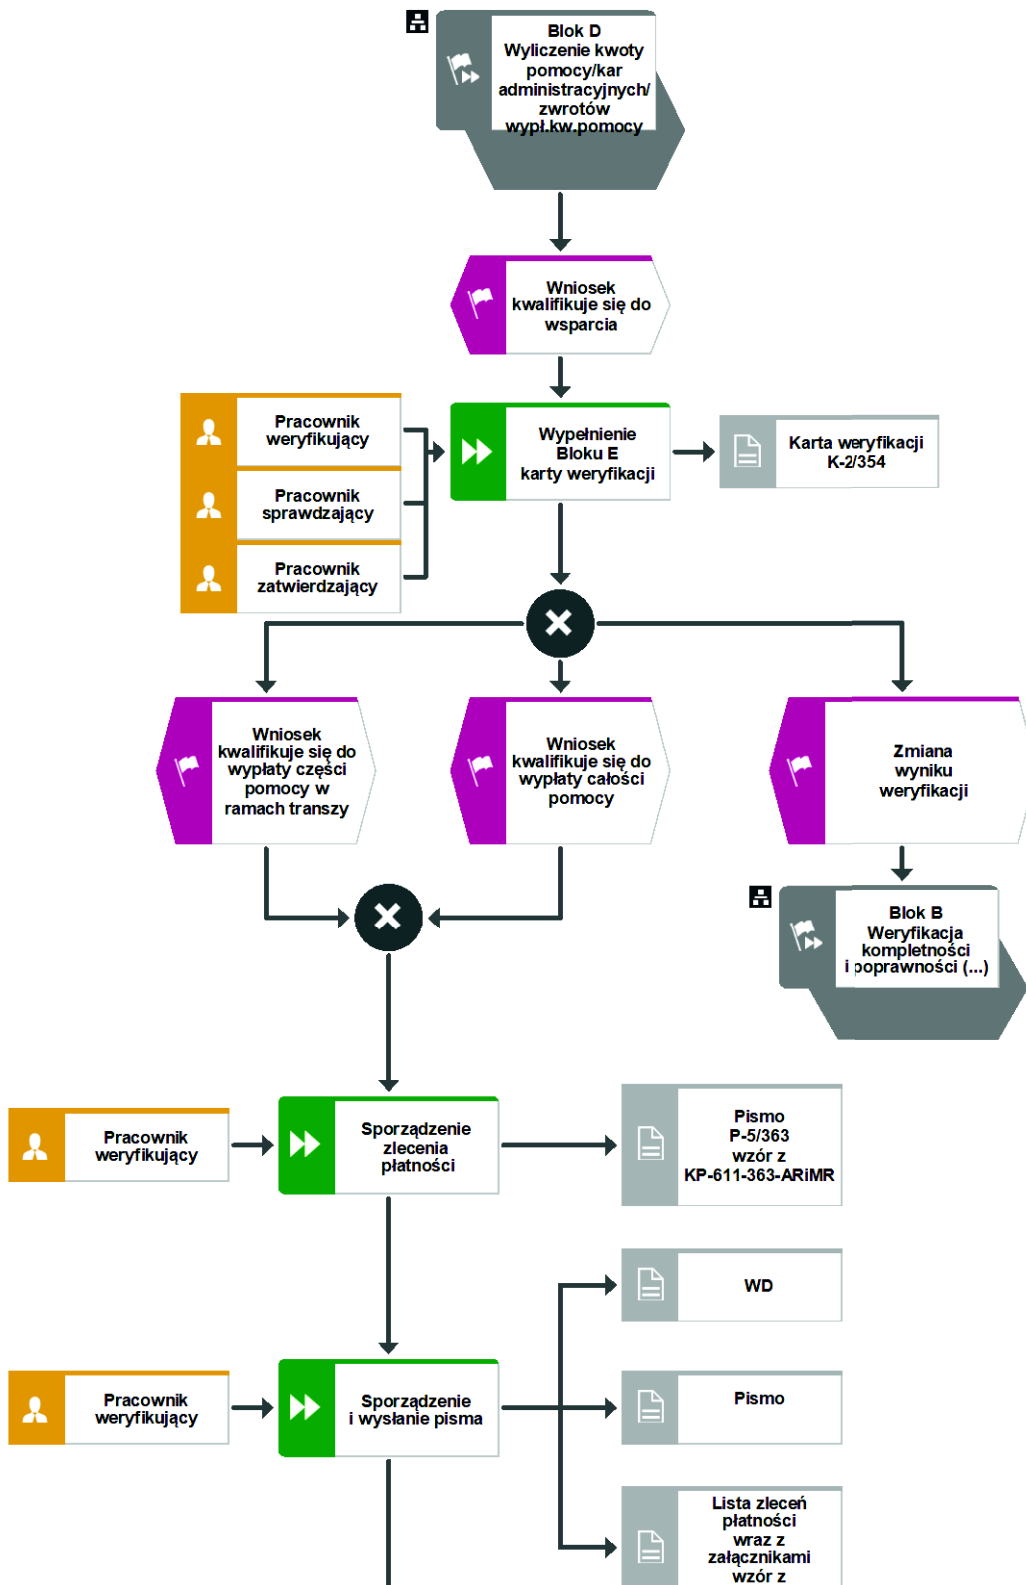 Blok D
Wyliczenie kwoty
pomocy/kar
administracyjnych/
zwrotów
wypł.kw.pomocy
Wniosek
kwalifikuje się do
wsparcia
Pracownik
weryfikujący
Pracownik
sprawdzający
Pracownik
zatwierdzający
Wypełnienie
Bloku E
karty weryfikacji
Karta weryfikacji
K-2/354
Wniosek
kwalifikuje się do
wypłaty części
pomocy w
ramach transzy
Wniosek
kwalifikuje się do
wypłaty całości
pomocy
Zmiana
wyniku
weryfikacji
Blok B
Weryfikacja
kompletności
i poprawności (...)
Pracownik
weryfikujący
Sporządzenie
zlecenia
płatności
Pismo
P-5/363
wzór z
KP-611-363-ARiMR
WD
Pracownik
weryfikujący
Sporządzenie
i wysłanie pisma
Pismo
Lista zleceń
płatności
wraz z
załącznikami
wzór z